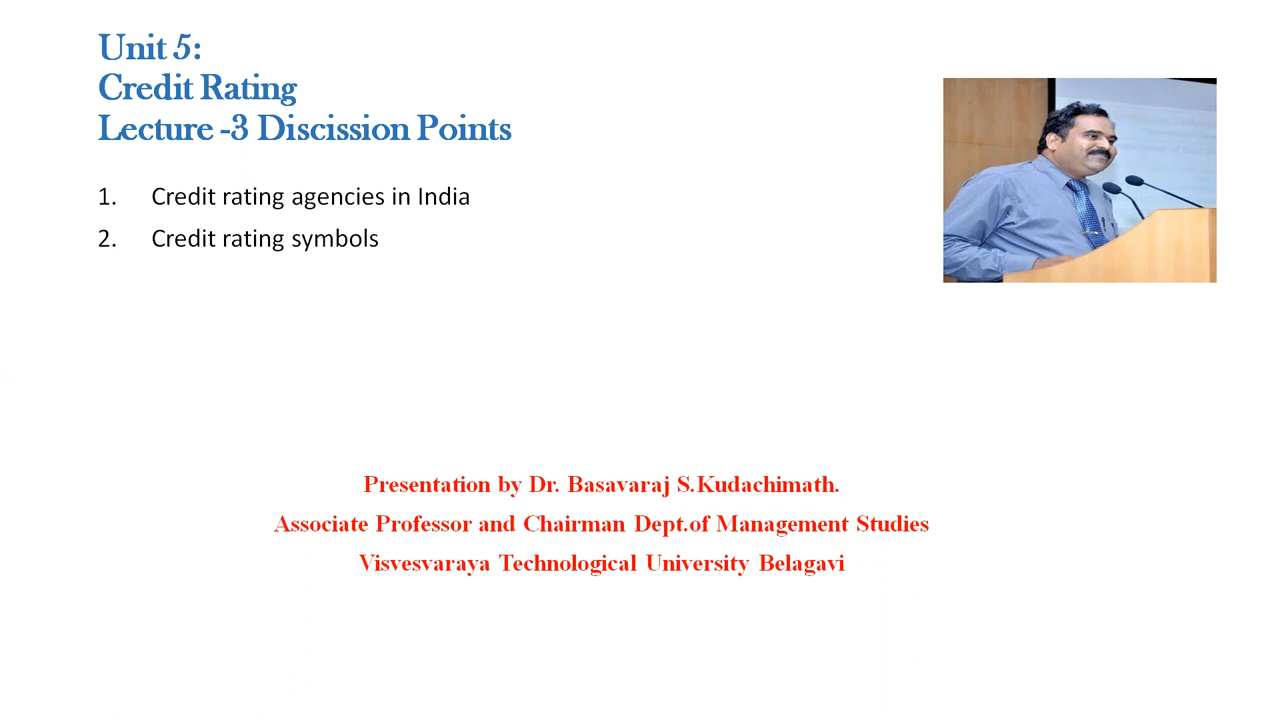 Unit 5:
Credit Rating
Lecture -3 Discission Points
1. Credit rating agencies in India
2. Credit rating symbols
Presentation by Dr. Basavaraj S.Kudachimath.
Associate Professor and Chairman Dept.of Management Studies
Visvesvaraya Technological University Belagavi